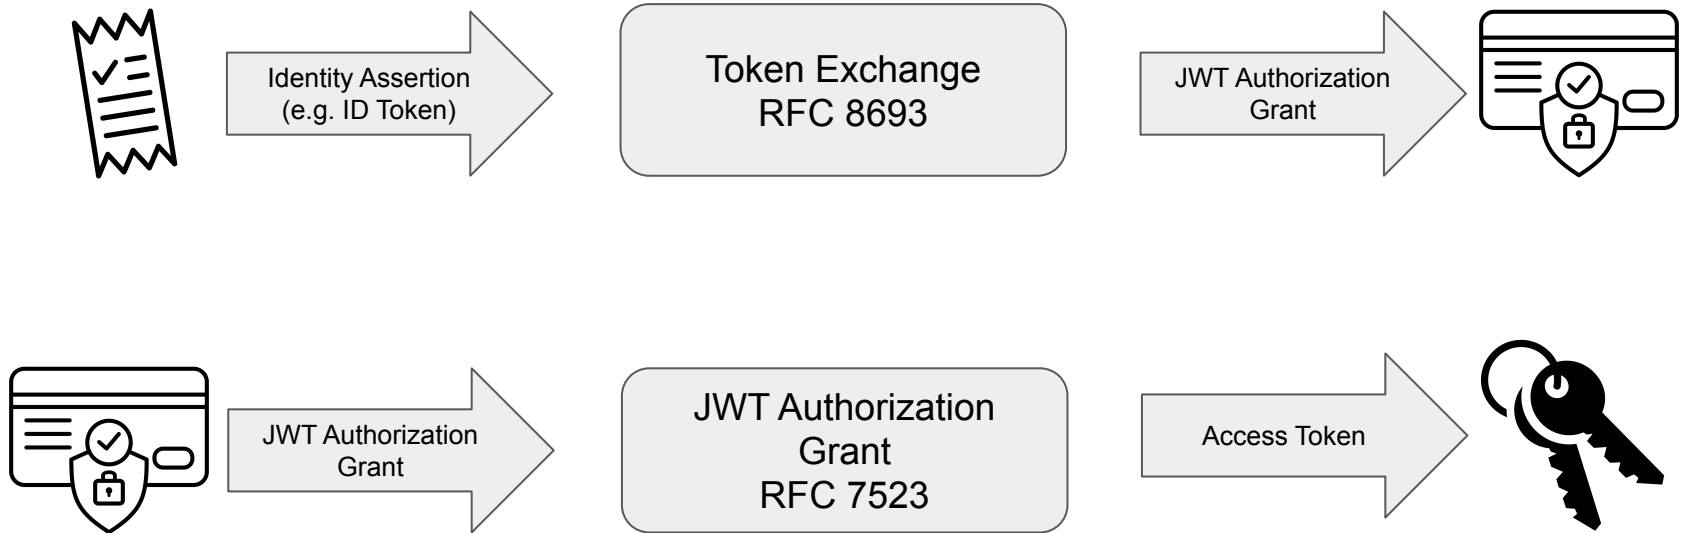 Identity Assertion
(e.g. ID Token)
Token Exchange
RFC 8693
JWT Authorization
Grant
JWT Authorization
Grant
JWT Authorization
Grant
RFC 7523
Access Token